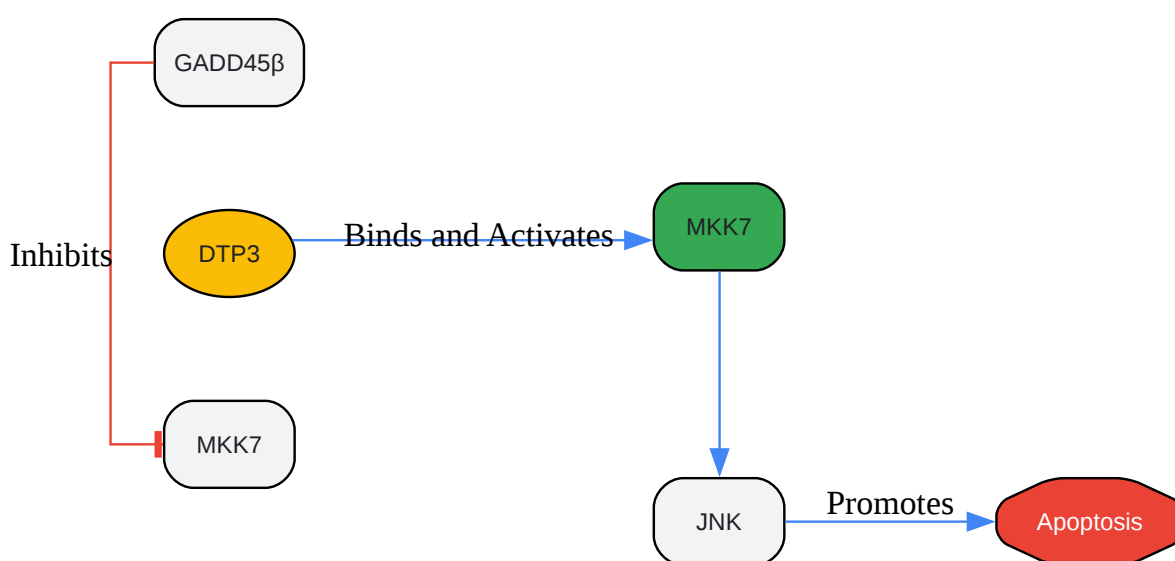 GADD45β
MKK7
Binds and Activates
DTP3
Inhibits
MKK7
Promotes
JNK
Apoptosis